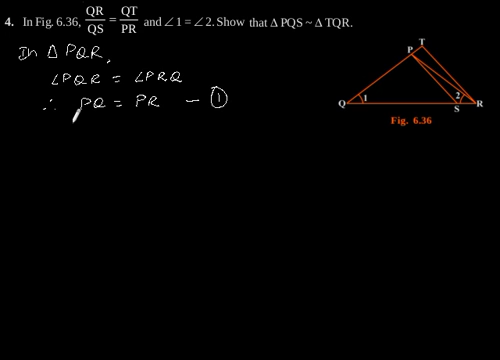 4. In Fig. 6.36, QR/QS = QT/PR and ∠1 = ∠2. Show that Δ PQS ~ Δ TQR.
In Δ PQR,
∠PQR = ∠PRQ
∴ PQ = PR – ①
T
P
Q 1 2 R
S
Fig. 6.36